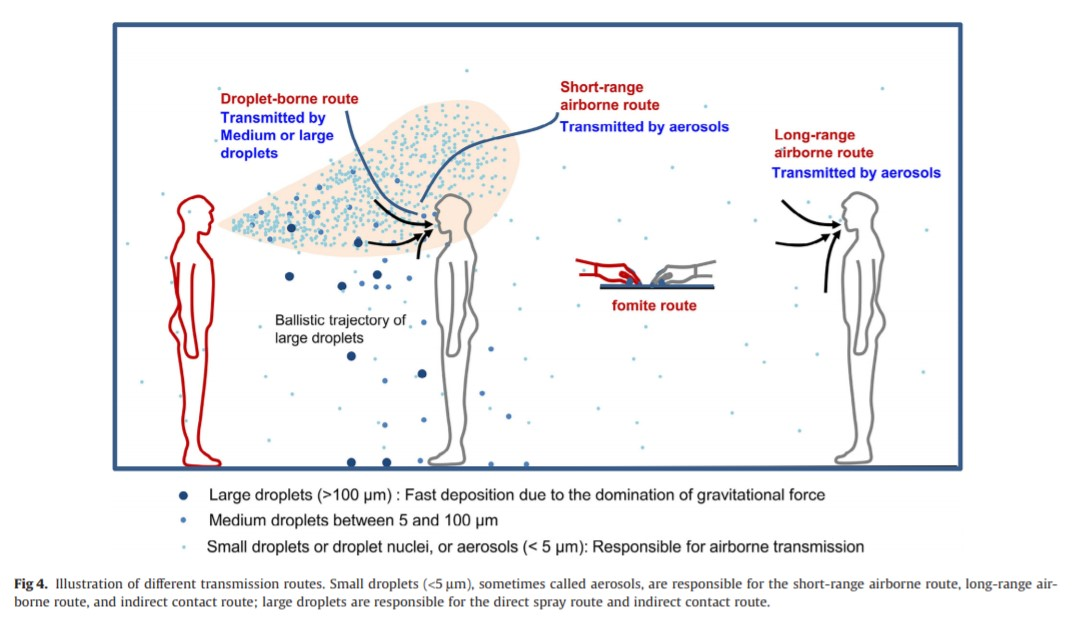 Droplet-borne route
Transmitted by
Medium or large
droplets
Short-range
airborne route
Transmitted by aerosols
Long-range
airborne route
Transmitted by aerosols
fomite route
Ballistic trajectory of
large droplets
Large droplets (>100 μm) : Fast deposition due to the domination of gravitational force
Medium droplets between 5 and 100 μm
Small droplets or droplet nuclei, or aerosols (< 5 μm): Responsible for airborne transmission
Fig 4. Illustration of different transmission routes. Small droplets (<5 μm), sometimes called aerosols, are responsible for the short-range airborne route, long-range air-
borne route, and indirect contact route; large droplets are responsible for the direct spray route and indirect contact route.